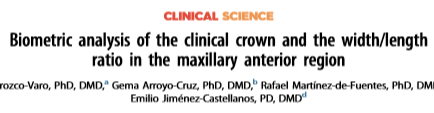 CLINICAL SCIENCE
Biometric analysis of the clinical crown and the width/length
ratio in the maxillary anterior region
rozco-Varo, PhD, DMD,a Gema Arroyo-Cruz, PhD, DMD,b Rafael Martínez-de-Fuentes, PhD, DM
Emilio Jiménez-Castellanos, PD, DMDd